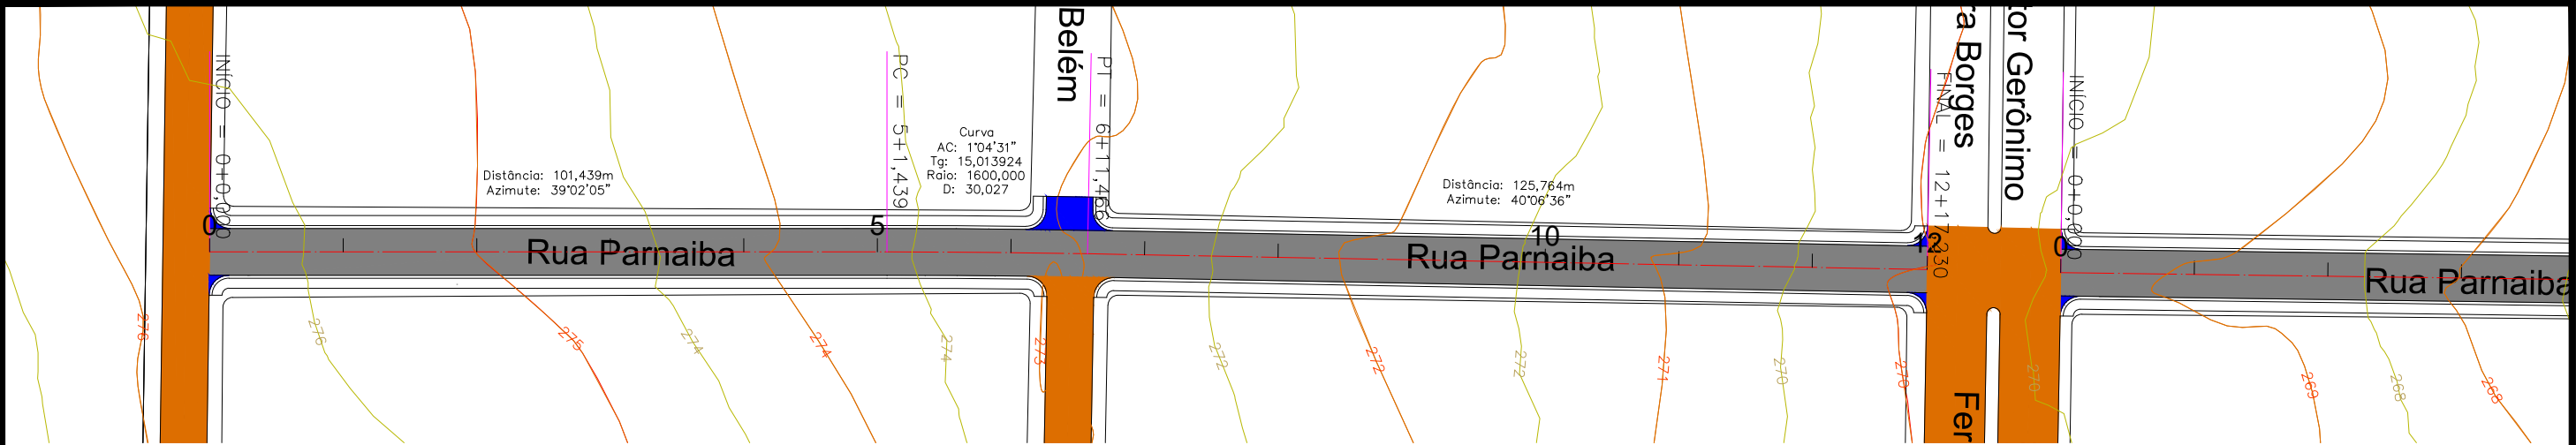 INÍCIO = 0+0,000
0
Distância: 101,439m
Azimute: 39°02'05"
Rua Parnaiba
PC = 5+1,439
5
Curva
AC: 1°04'31"
Tg: 15,013924
Raio: 1600,000
D: 30,027
Belém
PT = 6+11,466
Distância: 125,764m
Azimute: 40°06'36"
10
Rua Parnaiba
ra Borges
FINAL = 12+17,230
12
tor Gerônimo
INÍCIO = 0+0,000
0
Rua Parnaiba
Fer
276
276
275
274
274
274
273
272
272
272
271
270
270
270
269
268
268